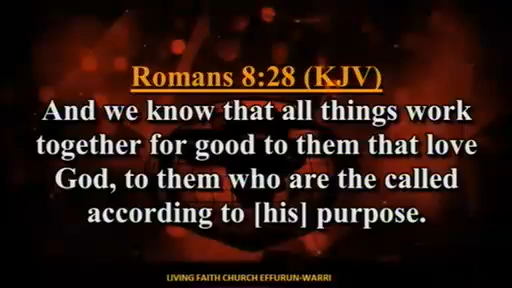 Romans 8:28 (KJV)
And we know that all things work
together for good to them that love
God, to them who are the called
according to [his] purpose.
LIVING FAITH CHURCH EFFURUN-WARRI